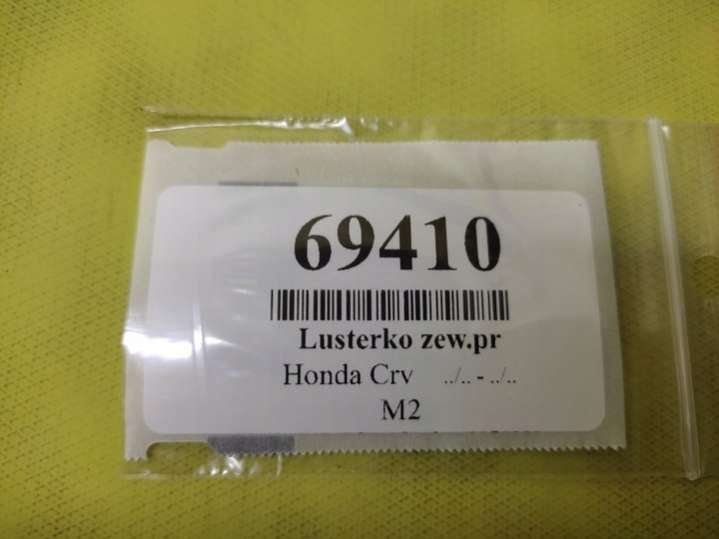 69410
Lusterko zew.pr
Honda Crv ../.. - ../..
M2